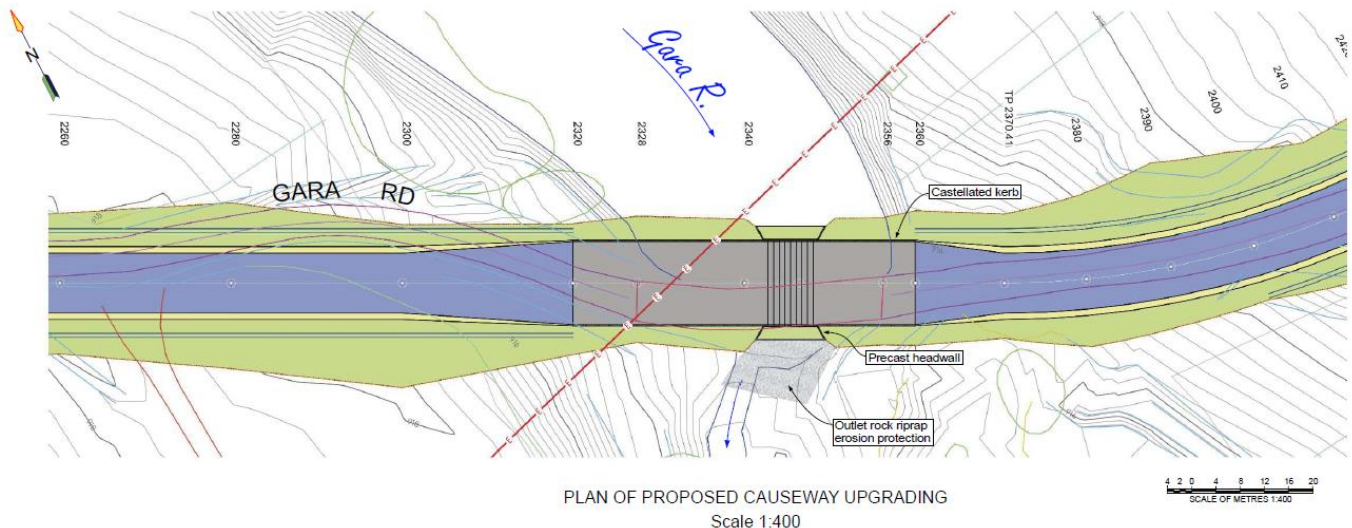 N
Gara R.
2260
2280
2300
2320
2328
2340
2356
2360
TP 2370.41
2380
2390
2400
2410
2420
GARA RD
Castellated kerb
E
E
E
E
E
E
E
E
E
Precast headwall
Outlet rock riprap
erosion protection
PLAN OF PROPOSED CAUSEWAY UPGRADING
Scale 1:400
4 2 0 4 8 12 16 20
SCALE OF METRES 1:400